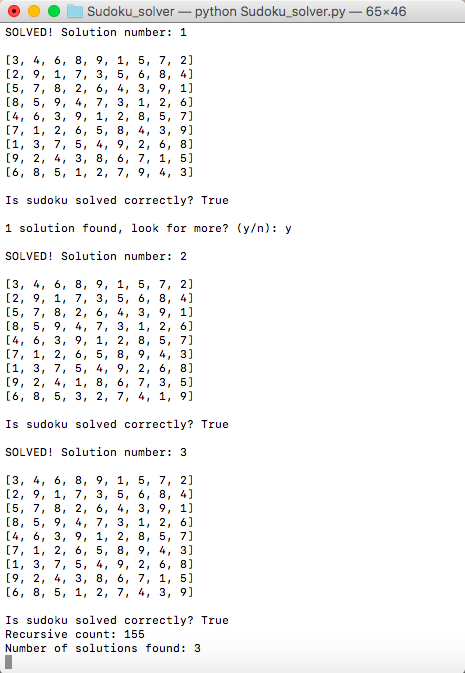 Sudoku_solver — python Sudoku_solver.py — 65×46
SOLVED! Solution number: 1
[3, 4, 6, 8, 9, 1, 5, 7, 2]
[2, 9, 1, 7, 3, 5, 6, 8, 4]
[5, 7, 8, 2, 6, 4, 3, 9, 1]
[8, 5, 9, 4, 7, 3, 1, 2, 6]
[4, 6, 3, 9, 1, 2, 8, 5, 7]
[7, 1, 2, 6, 5, 8, 4, 3, 9]
[1, 3, 7, 5, 4, 9, 2, 6, 8]
[9, 2, 4, 3, 8, 6, 7, 1, 5]
[6, 8, 5, 1, 2, 7, 9, 4, 3]
Is sudoku solved correctly? True
1 solution found, look for more? (y/n): y
SOLVED! Solution number: 2
[3, 4, 6, 8, 9, 1, 5, 7, 2]
[2, 9, 1, 7, 3, 5, 6, 8, 4]
[5, 7, 8, 2, 6, 4, 3, 9, 1]
[8, 5, 9, 4, 7, 3, 1, 2, 6]
[4, 6, 3, 9, 1, 2, 8, 5, 7]
[7, 1, 2, 6, 5, 8, 9, 4, 3]
[1, 3, 7, 5, 4, 9, 2, 6, 8]
[9, 2, 4, 1, 8, 6, 7, 3, 5]
[6, 8, 5, 3, 2, 7, 4, 1, 9]
Is sudoku solved correctly? True
SOLVED! Solution number: 3
[3, 4, 6, 8, 9, 1, 5, 7, 2]
[2, 9, 1, 7, 3, 5, 6, 8, 4]
[5, 7, 8, 2, 6, 4, 3, 9, 1]
[8, 5, 9, 4, 7, 3, 1, 2, 6]
[4, 6, 3, 9, 1, 2, 8, 5, 7]
[7, 1, 2, 6, 5, 8, 9, 4, 3]
[1, 3, 7, 5, 4, 9, 2, 6, 8]
[9, 2, 4, 3, 8, 6, 7, 1, 5]
[6, 8, 5, 1, 2, 7, 4, 3, 9]
Is sudoku solved correctly? True
Recursive count: 155
Number of solutions found: 3